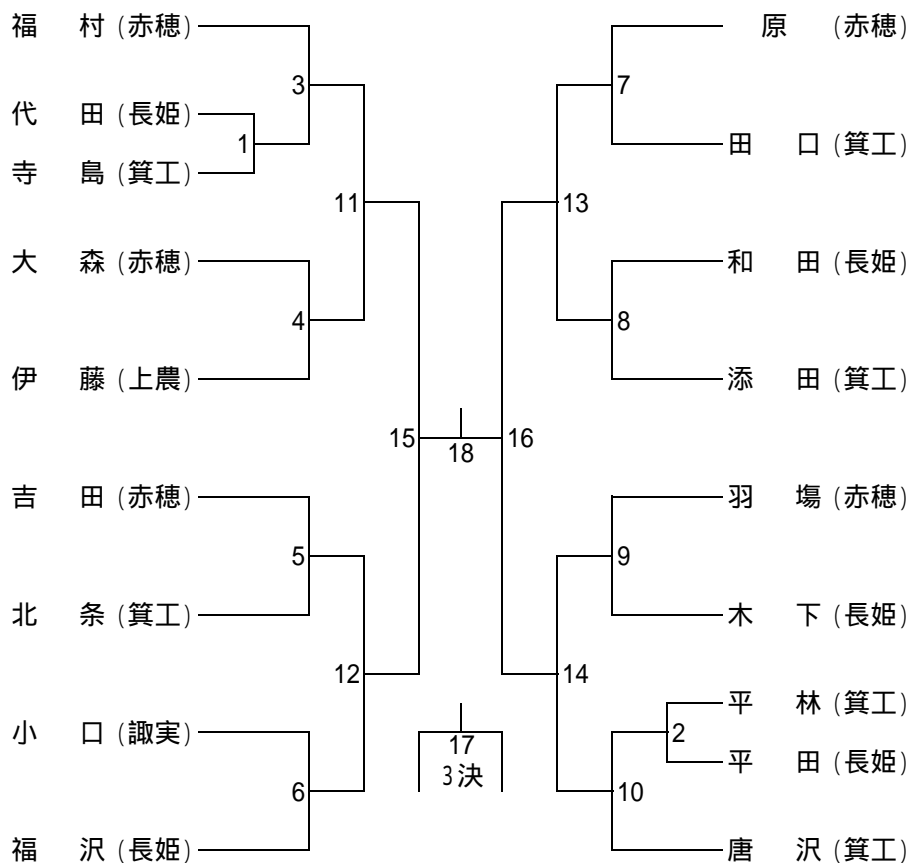 福村(赤穂)
代田(長姫)
寺島(箕工)
大森(赤穂)
伊藤(上農)
吉田(赤穂)
北条(箕工)
小口(諏実)
福沢(長姫)
3
1
11
4
15
5
12
6
18
17
3決
16
7
13
8
9
14
2
10
原(赤穂)
田口(箕工)
和田(長姫)
添田(箕工)
羽場(赤穂)
木下(長姫)
平林(箕工)
平田(長姫)
唐沢(箕工)